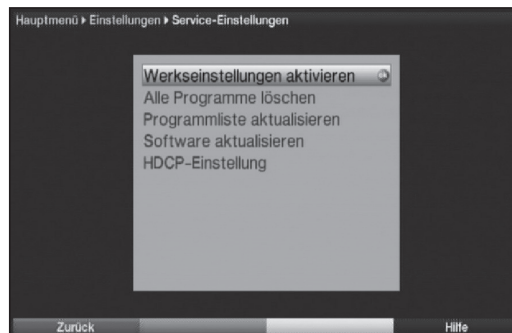 Hauptmenü ▸ Einstellungen ▸ Service-Einstellungen
Werkseinstellungen aktivieren
Alle Programme löschen
Programmliste aktualisieren
Software aktualisieren
HDCP-Einstellung
Zurück Hilfe